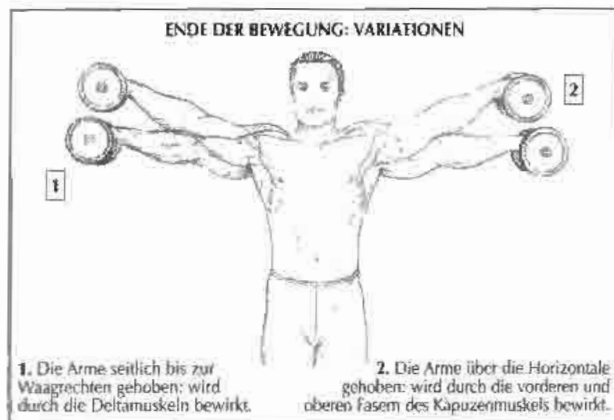 ENDE DER BEWEGUNG: VARIATIONEN
2
1
1. Die Arme seitlich bis zur
Waagrechten gehoben: wird
durch die Deltamuskeln bewirkt.
2. Die Arme über die Horizontale
gehoben: wird durch die vorderen und
oberen Fasern des Kapuzenmuskels bewirkt.